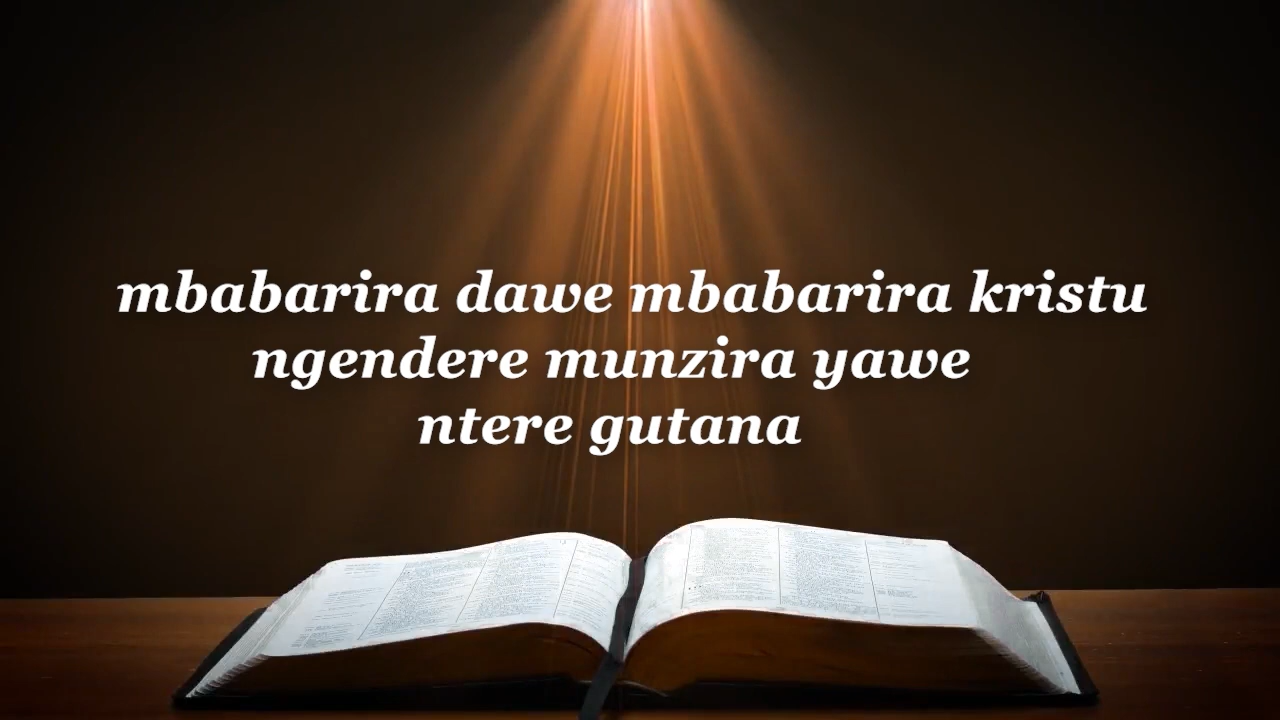 mbabarira dawe mbabarira kristu
ngendere munzira yawe
ntere gutana